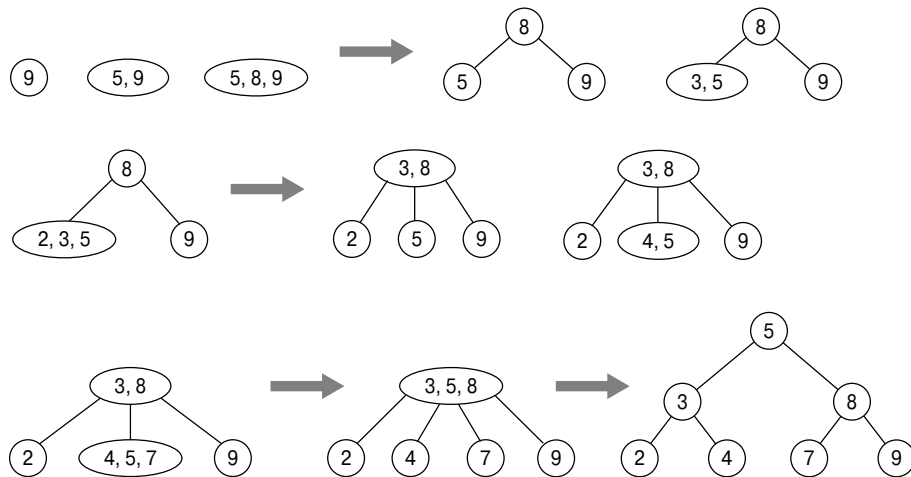 8 8
9 5, 9 5, 8, 9 5 9 3, 5 9
8 3, 8 3, 8
2, 3, 5 9 2 5 9 2 4, 5 9
5
3, 8 3, 5, 8 3 8
2 4, 5, 7 9 2 4 7 9 2 4 7 9